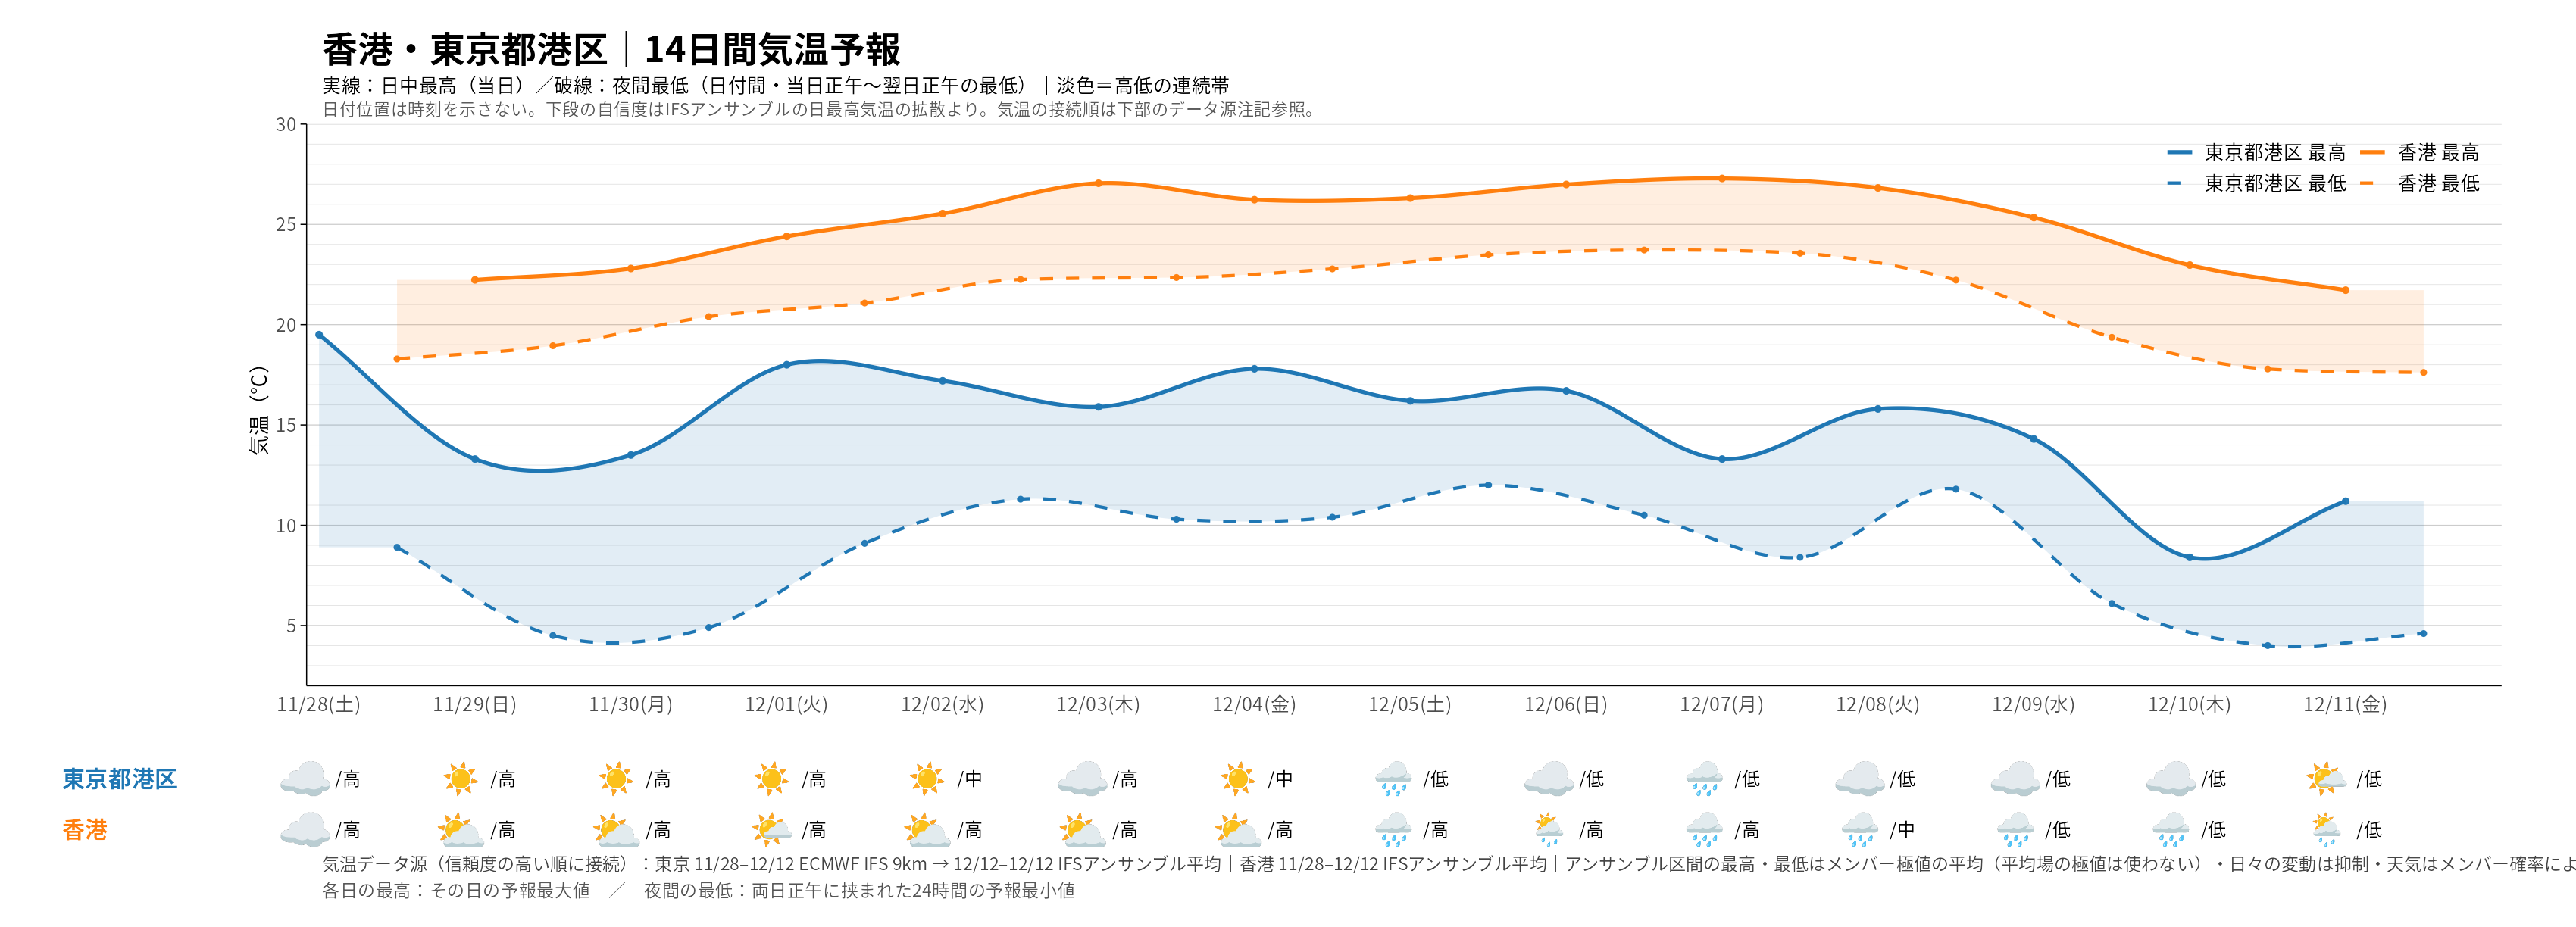 香港・東京都港区｜14日間気温予報
実線：日中最高（当日）／破線：夜間最低（日付間・当日正午～翌日正午の最低）｜淡色＝高低の連続帯
日付位置は時刻を示さない。下段の自信度はIFSアンサンブルの日最高気温の拡散より。気温の接続順は下部のデータ源注記参照。
30
25
20
15
10
5
気温（°C）
東京都港区 最高 香港 最高
東京都港区 最低 香港 最低
11/28(土) 11/29(日) 11/30(月) 12/01(火) 12/02(水) 12/03(木) 12/04(金) 12/05(土) 12/06(日) 12/07(月) 12/08(火) 12/09(水) 12/10(木) 12/11(金)
東京都港区 /高 /高 /高 /高 /中 /高 /中 /低 /低 /低 /低 /低 /低 /低
香港 /高 /高 /高 /高 /高 /高 /高 /高 /高 /高 /中 /低 /低 /低
気温データ源（信頼度の高い順に接続）：東京 11/28–12/12 ECMWF IFS 9km → 12/12–12/12 IFSアンサンブル平均｜香港 11/28–12/12 IFSアンサンブル平均｜アンサンブル区間の最高・最低はメンバー極値の平均（平均場の極値は使わない）・日々の変動は抑制・天気はメンバー確率によ
各日の最高：その日の予報最大値　／　夜間の最低：両日正午に挟まれた24時間の予報最小値